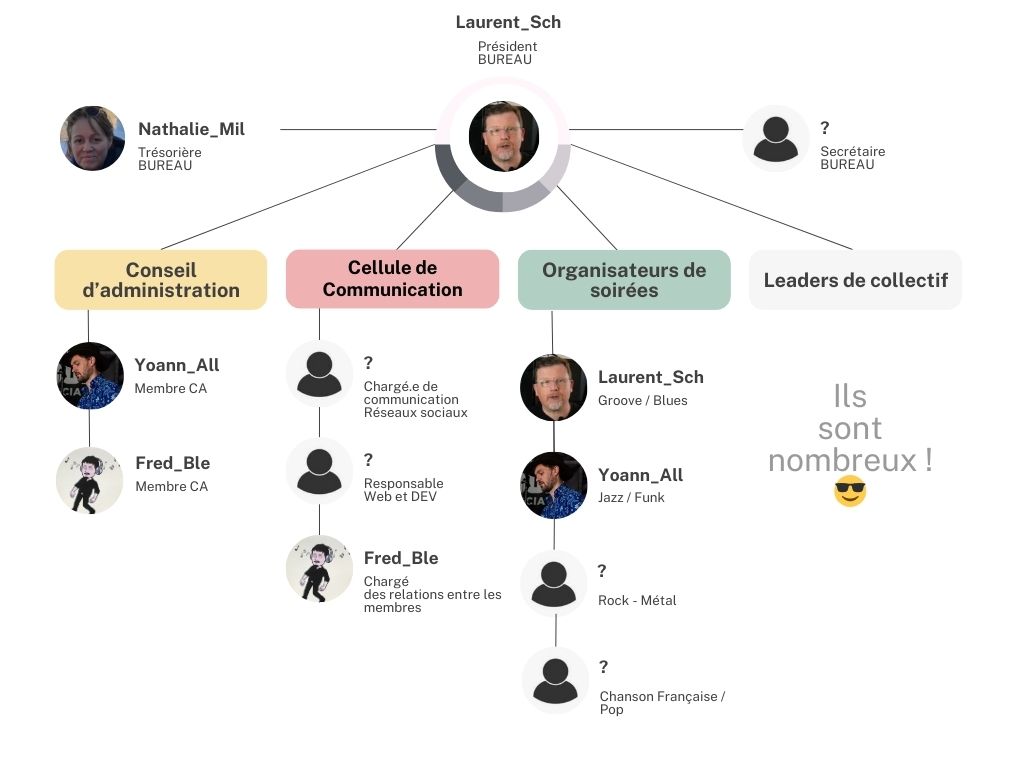 Laurent_Sch
Président
BUREAU
Nathalie_Mil
Trésorière
BUREAU
?
Secrétaire
BUREAU
Conseil
d’administration
Cellule de
Communication
Organisateurs de
soirées
Leaders de collectif
Yoann_All
Membre CA
Fred_Ble
Membre CA
?
Chargé.e de
communication
Réseaux sociaux
?
Responsable
Web et DEV
Fred_Ble
Chargé
des relations entre les
membres
Laurent_Sch
Groove / Blues
CIA
Yoann_All
Jazz / Funk
?
Rock - Métal
?
Chanson Française /
Pop
Ils
sont
nombreux !